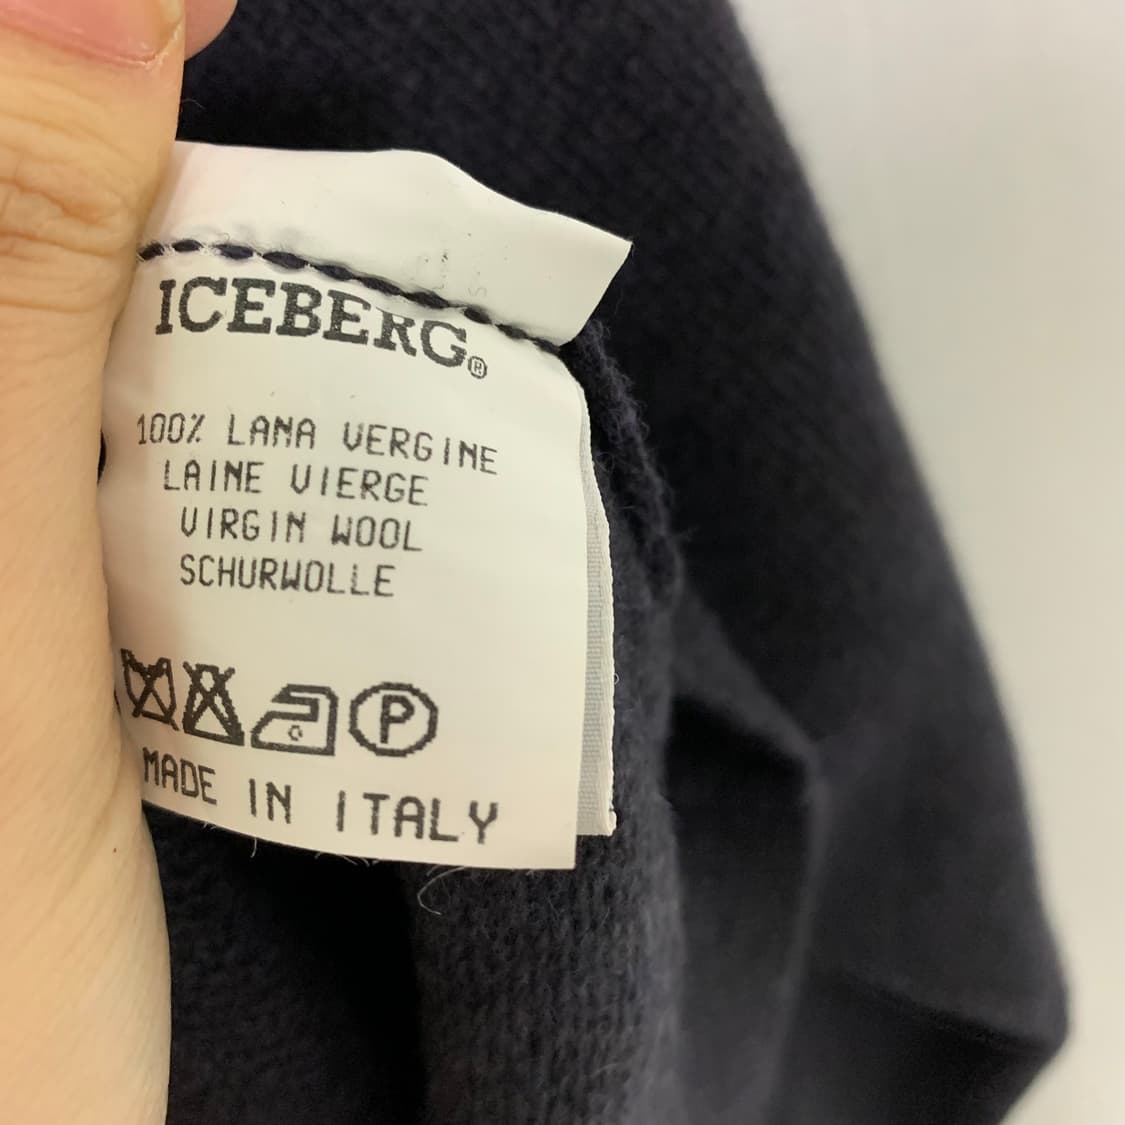 ICEBERG®
100% LANA VERGINE
LAINE VIERGE
VIRGIN WOOL
SCHURWOLLE
P
MADE IN ITALY